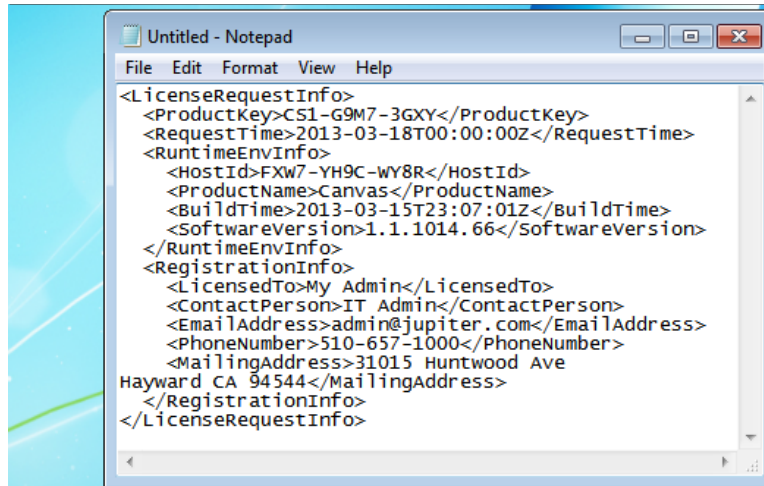 Untitled - Notepad
File Edit Format View Help
<LicenseRequestInfo>
<ProductKey>CS1-G9M7-3GXY</ProductKey>
<RequestTime>2013-03-18T00:00:00Z</RequestTime>
<RuntimeEnvInfo>
<HostId>FXW7-YH9C-WY8R</HostId>
<ProductName>Canvas</ProductName>
<BuildTime>2013-03-15T23:07:01Z</BuildTime>
<SoftwareVersion>1.1.1014.66</SoftwareVersion>
</RuntimeEnvInfo>
<RegistrationInfo>
<LicensedTo>My Admin</LicensedTo>
<ContactPerson>IT Admin</ContactPerson>
<EmailAddress>admin@jupiter.com</EmailAddress>
<PhoneNumber>510-657-1000</PhoneNumber>
<MailingAddress>31015 Huntwood Ave
Hayward CA 94544</MailingAddress>
</RegistrationInfo>
</LicenseRequestInfo>